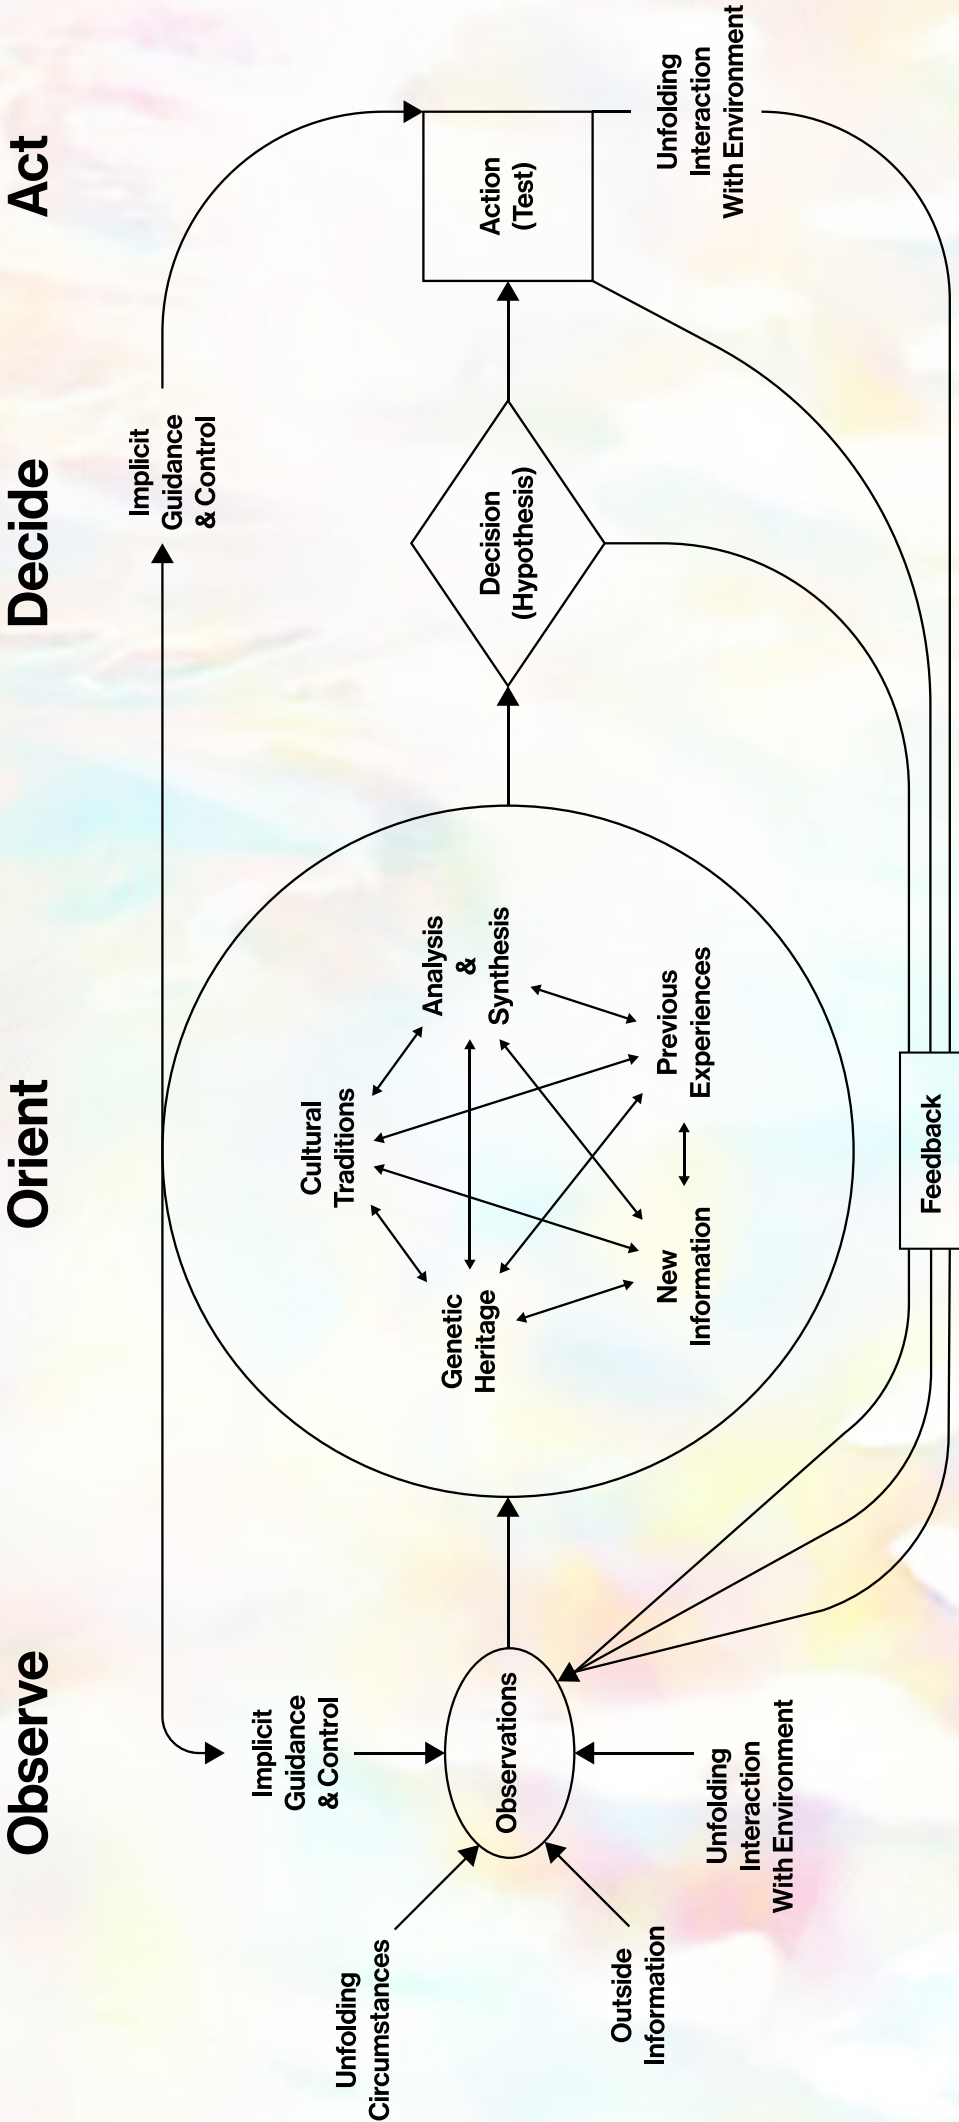 Observe
Orient
Decide
Act
Implicit
Guidance
& Control
Implicit
Guidance
& Control
Unfolding
Circumstances
Observations
Outside
Information
Unfolding
Interaction
With Environment
Cultural
Traditions
Genetic
Heritage
Analysis
&
Synthesis
New
Information
Previous
Experiences
Decision
(Hypothesis)
Action
(Test)
Unfolding
Interaction
With Environment
Feedback